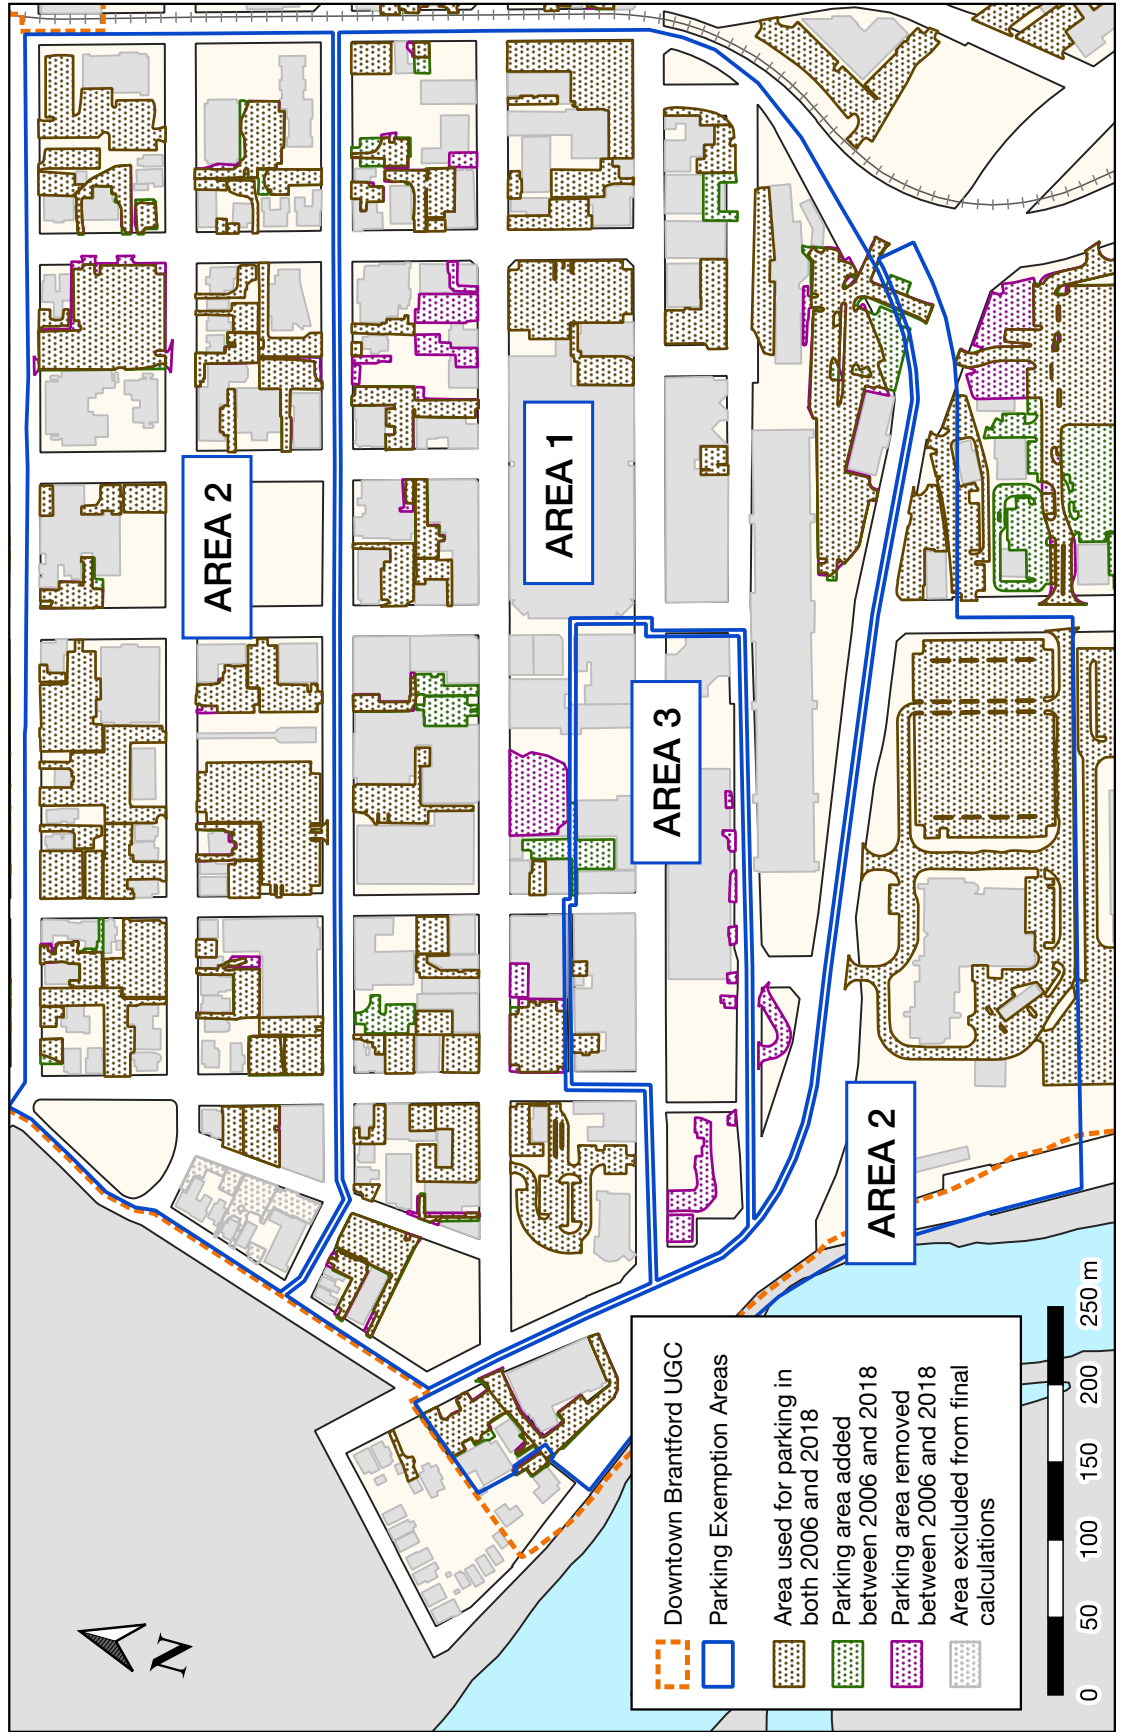 AREA 2
AREA 1
AREA 3
AREA 2
N
Downtown Brantford UGC
Parking Exemption Areas
Area used for parking in
both 2006 and 2018
Parking area added
between 2006 and 2018
Parking area removed
between 2006 and 2018
Area excluded from final
calculations
0 50 100 150 200 250 m